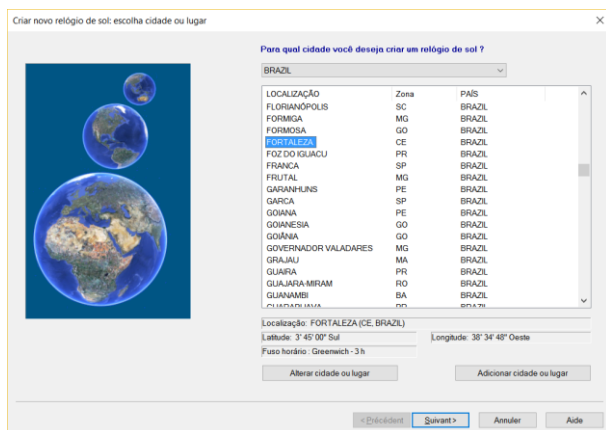 Criar novo relógio de sol: escolha cidade ou lugar
Para qual cidade você deseja criar um relógio de sol ?
BRAZIL
LOCALIZAÇÃO Zona PAÍS
FLORIANÓPOLIS SC BRAZIL
FORMIGA MG BRAZIL
FORMOSA GO BRAZIL
FORTALEZA CE BRAZIL
FOZ DO IGUACU PR BRAZIL
FRANCA SP BRAZIL
FRUTAL MG BRAZIL
GARANHUNS PE BRAZIL
GARCA SP BRAZIL
GOIANA PE BRAZIL
GOIANESIA GO BRAZIL
GOIÂNIA GO BRAZIL
GOVERNADOR VALADARES MG BRAZIL
GRAJAU MA BRAZIL
GUAIRA PR BRAZIL
GUAJARA-MIRAM RO BRAZIL
GUANAMBI BA BRAZIL
GUARAPUAVA PR BRAZIL
Localização: FORTALEZA (CE, BRAZIL)
Latitude: 3° 45' 00" Sul Longitude: 38° 34' 48" Oeste
Fuso horário : Greenwich - 3 h
Alterar cidade ou lugar Adicionar cidade ou lugar
< Précédent Suivant > Annuler Aide